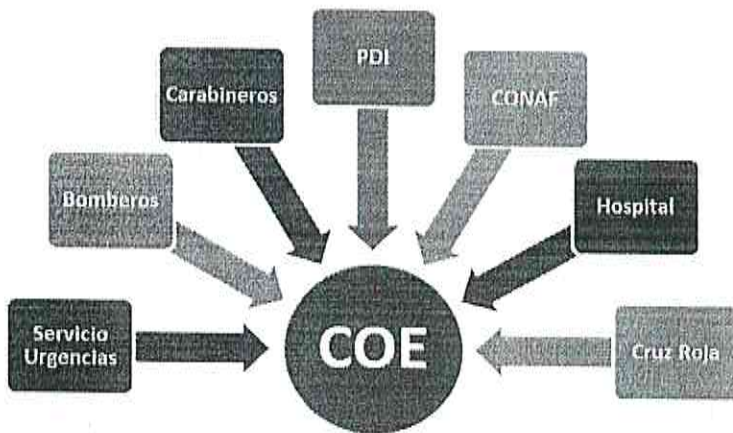 PDI
Carabineros
CONAF
Bomberos
Hospital
Servicio
Urgencias
COE
Cruz Roja